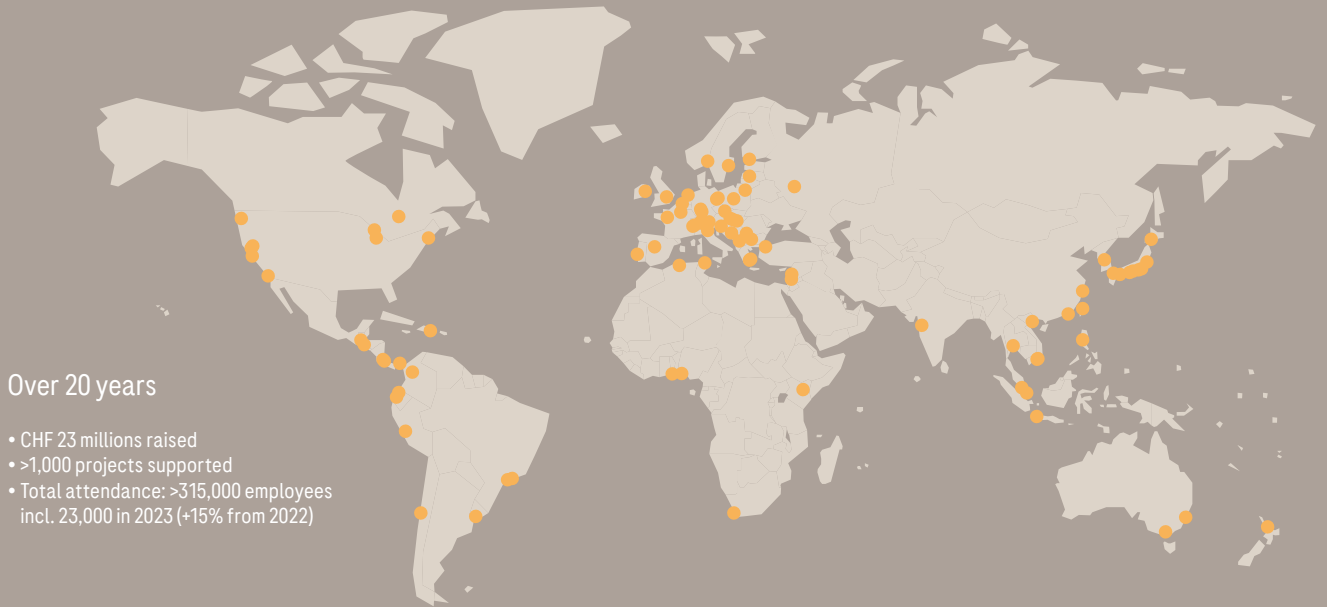 Over 20 years
• CHF 23 millions raised
• >1,000 projects supported
• Total attendance: >315,000 employees
incl. 23,000 in 2023 (+15% from 2022)